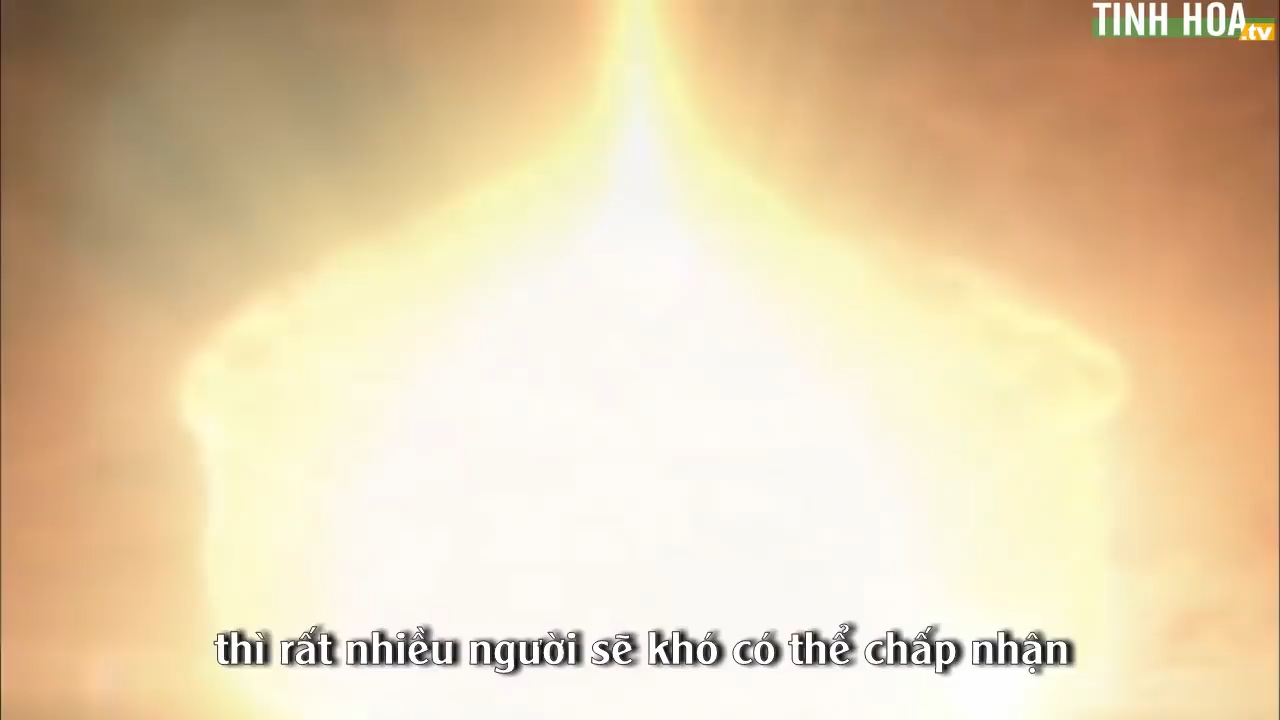 TINH HOA
.tv
thì rất nhiều người sẽ khó có thể chấp nhận